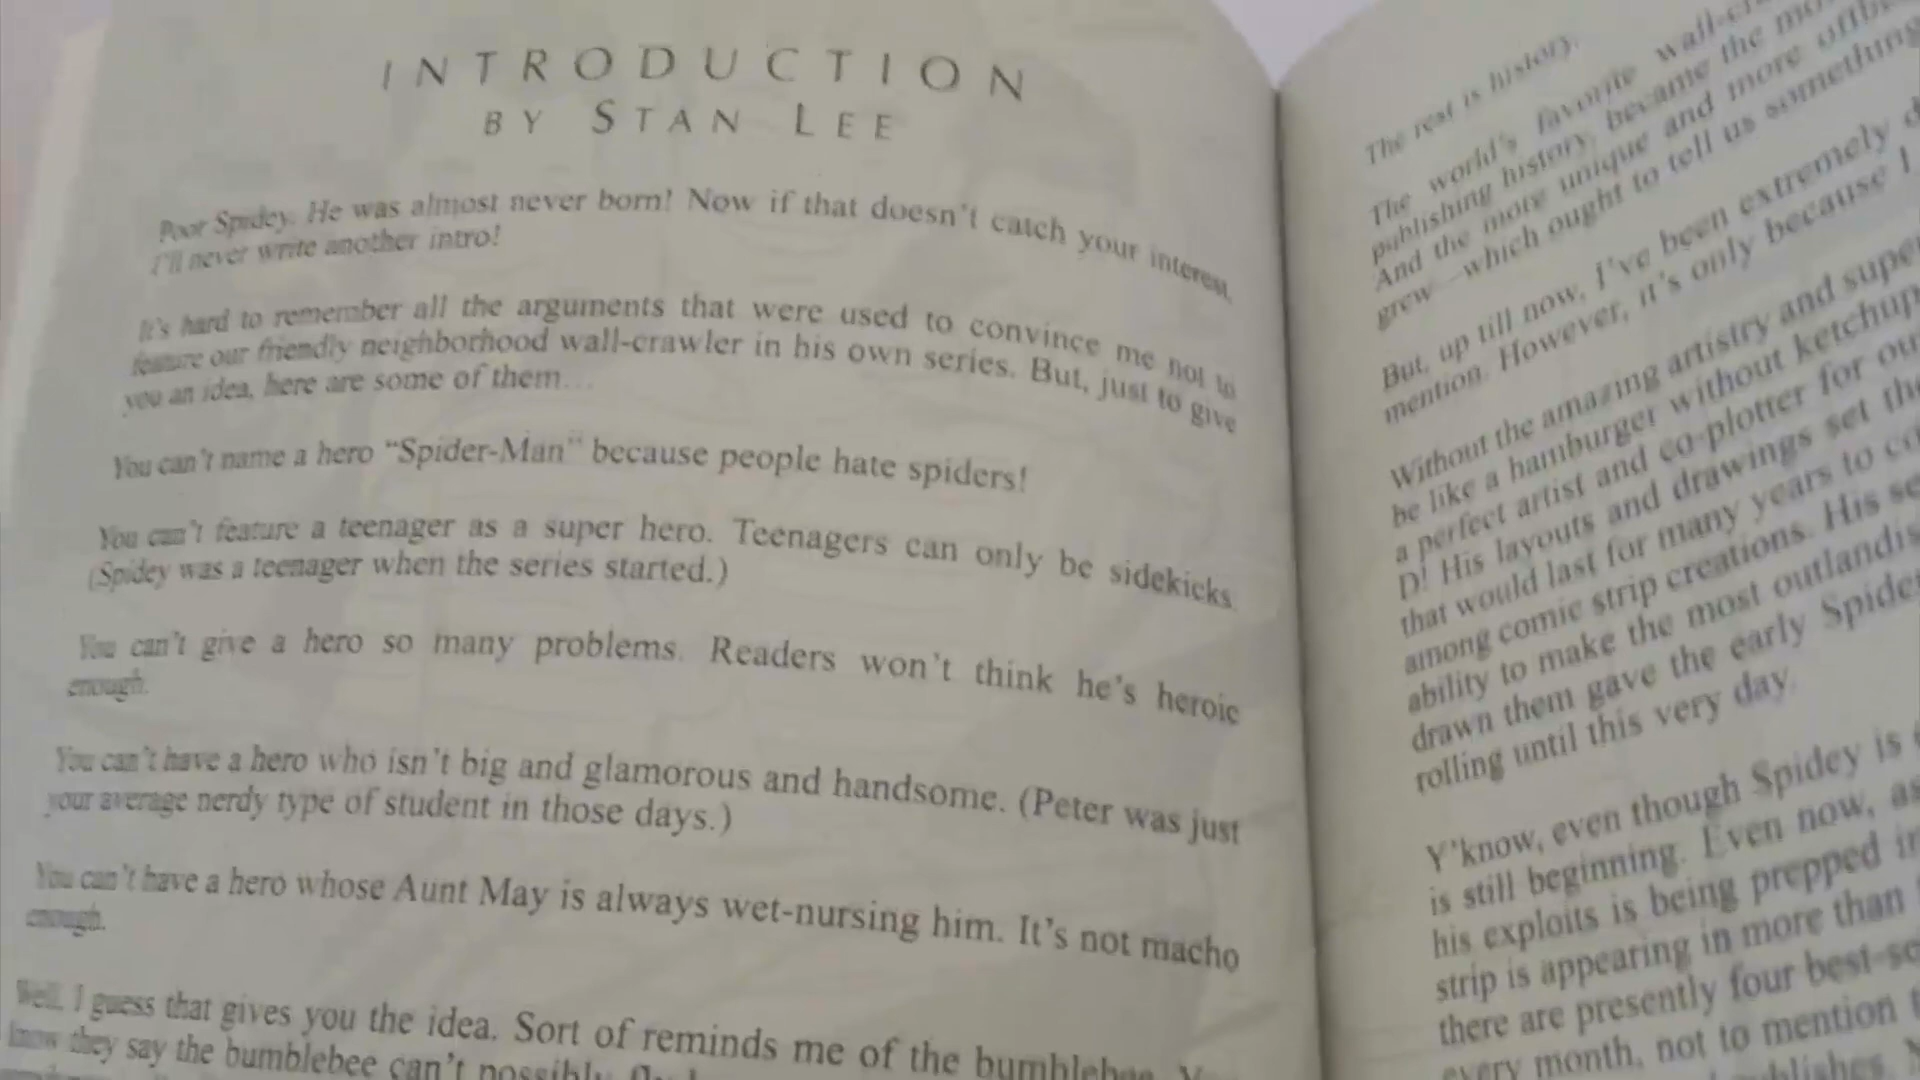 INTRODUCTION
BY STAN LEE
Poor Spidey. He was almost never born! Now if that doesn't catch your interest,
I'll never write another intro!
It's hard to remember all the arguments that were used to convince me not to
feature our friendly neighborhood wall-crawler in his own series. But, just to give
you an idea, here are some of them...
You can't name a hero "Spider-Man" because people hate spiders!
You can't feature a teenager as a super hero. Teenagers can only be sidekicks.
(Spidey was a teenager when the series started.)
You can't give a hero so many problems. Readers won't think he's heroic
enough.
You can't have a hero who isn't big and glamorous and handsome. (Peter was just
your average nerdy type of student in those days.)
You can't have a hero whose Aunt May is always wet-nursing him. It's not macho
enough.
Well, I guess that gives you the idea. Sort of reminds me of the bumblebee. You
know they say the bumblebee can't possibly
The rest is history.
The world's favorite
publishing history, became the
And the more unique and more offbeat
grew—which ought to tell us something
But, up till now, I've been extremely
mention. However, it's only because I
Without the amazing artistry and
be like a hamburger without ketchup
a perfect artist and co-plotter for our
D! His layouts and drawings set the
that would last for many years to
among comic strip creations. His
ability to make the most
drawn them gave the early
rolling until this very day.
Y'know, even though Spidey is
is still beginning. Even now, as
his exploits is being prepped
strip is appearing in more than
there are presently four
every month, not to mention